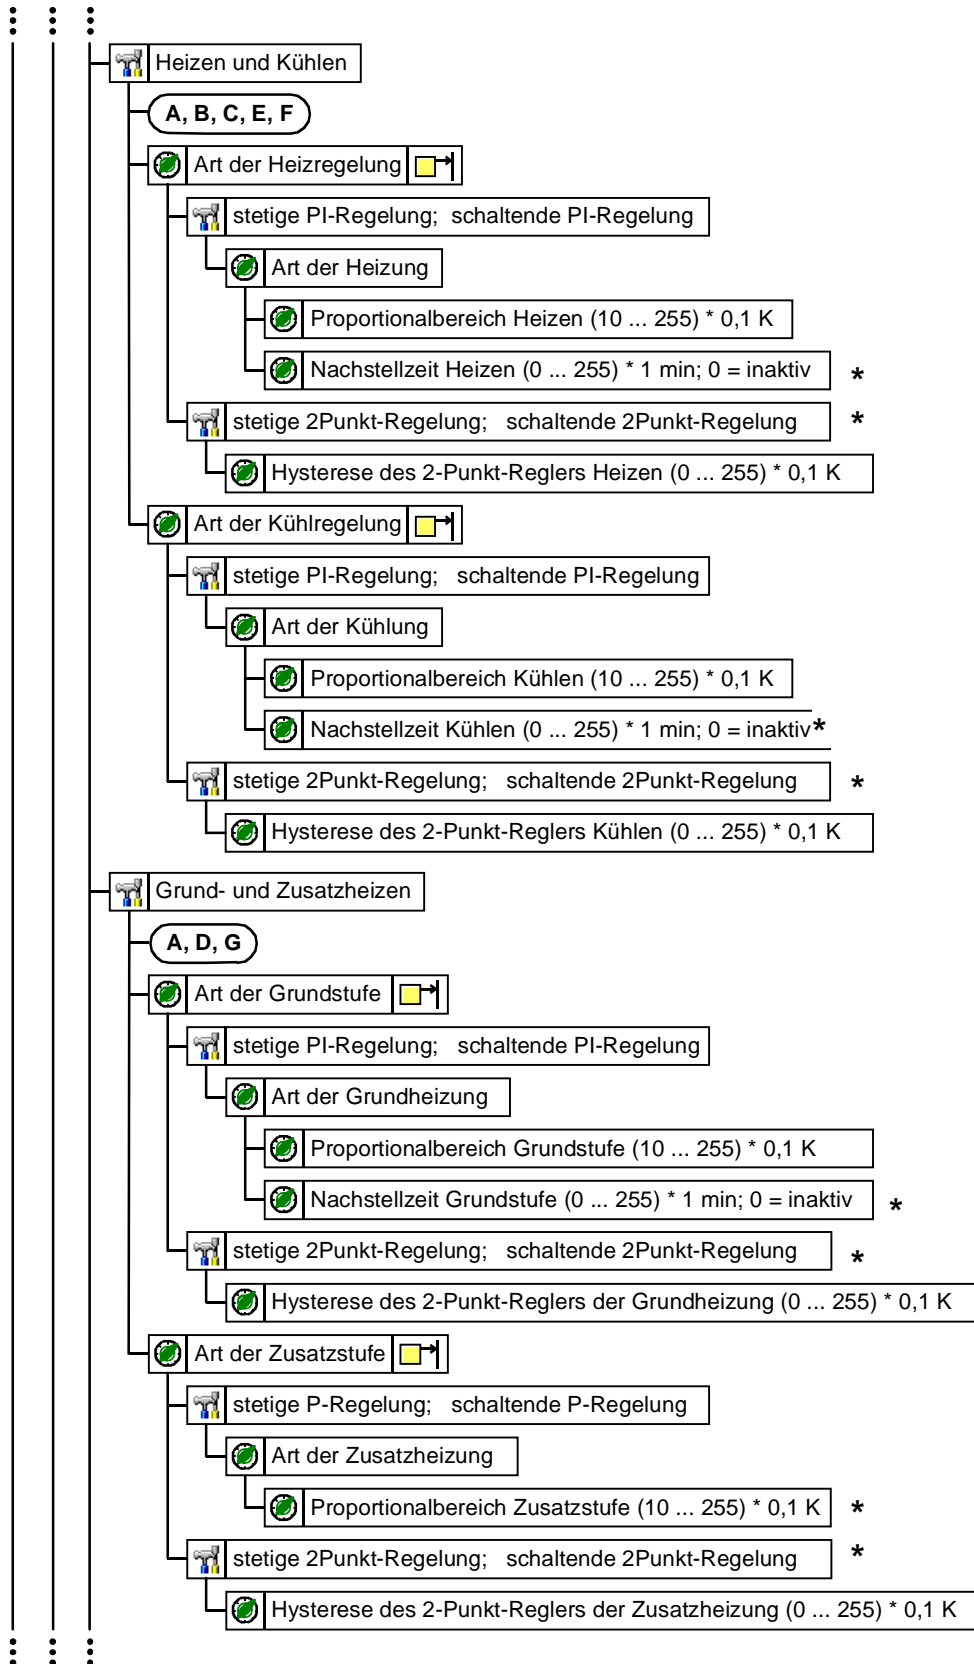 Heizen und Kühlen
A, B, C, E, F
Art der Heizregelung
stetige PI-Regelung; schaltende PI-Regelung
Art der Heizung
Proportionalbereich Heizen (10 ... 255) * 0,1 K
Nachstellzeit Heizen (0 ... 255) * 1 min; 0 = inaktiv *
stetige 2Punkt-Regelung; schaltende 2Punkt-Regelung *
Hysterese des 2-Punkt-Reglers Heizen (0 ... 255) * 0,1 K
Art der Kühlregelung
stetige PI-Regelung; schaltende PI-Regelung
Art der Kühlung
Proportionalbereich Kühlen (10 ... 255) * 0,1 K
Nachstellzeit Kühlen (0 ... 255) * 1 min; 0 = inaktiv*
stetige 2Punkt-Regelung; schaltende 2Punkt-Regelung *
Hysterese des 2-Punkt-Reglers Kühlen (0 ... 255) * 0,1 K
Grund- und Zusatzheizen
A, D, G
Art der Grundstufe
stetige PI-Regelung; schaltende PI-Regelung
Art der Grundheizung
Proportionalbereich Grundstufe (10 ... 255) * 0,1 K
Nachstellzeit Grundstufe (0 ... 255) * 1 min; 0 = inaktiv *
stetige 2Punkt-Regelung; schaltende 2Punkt-Regelung *
Hysterese des 2-Punkt-Reglers der Grundheizung (0 ... 255) * 0,1 K
Art der Zusatzstufe
stetige P-Regelung; schaltende P-Regelung
Art der Zusatzheizung
Proportionalbereich Zusatzstufe (10 ... 255) * 0,1 K *
stetige 2Punkt-Regelung; schaltende 2Punkt-Regelung *
Hysterese des 2-Punkt-Reglers der Zusatzheizung (0 ... 255) * 0,1 K